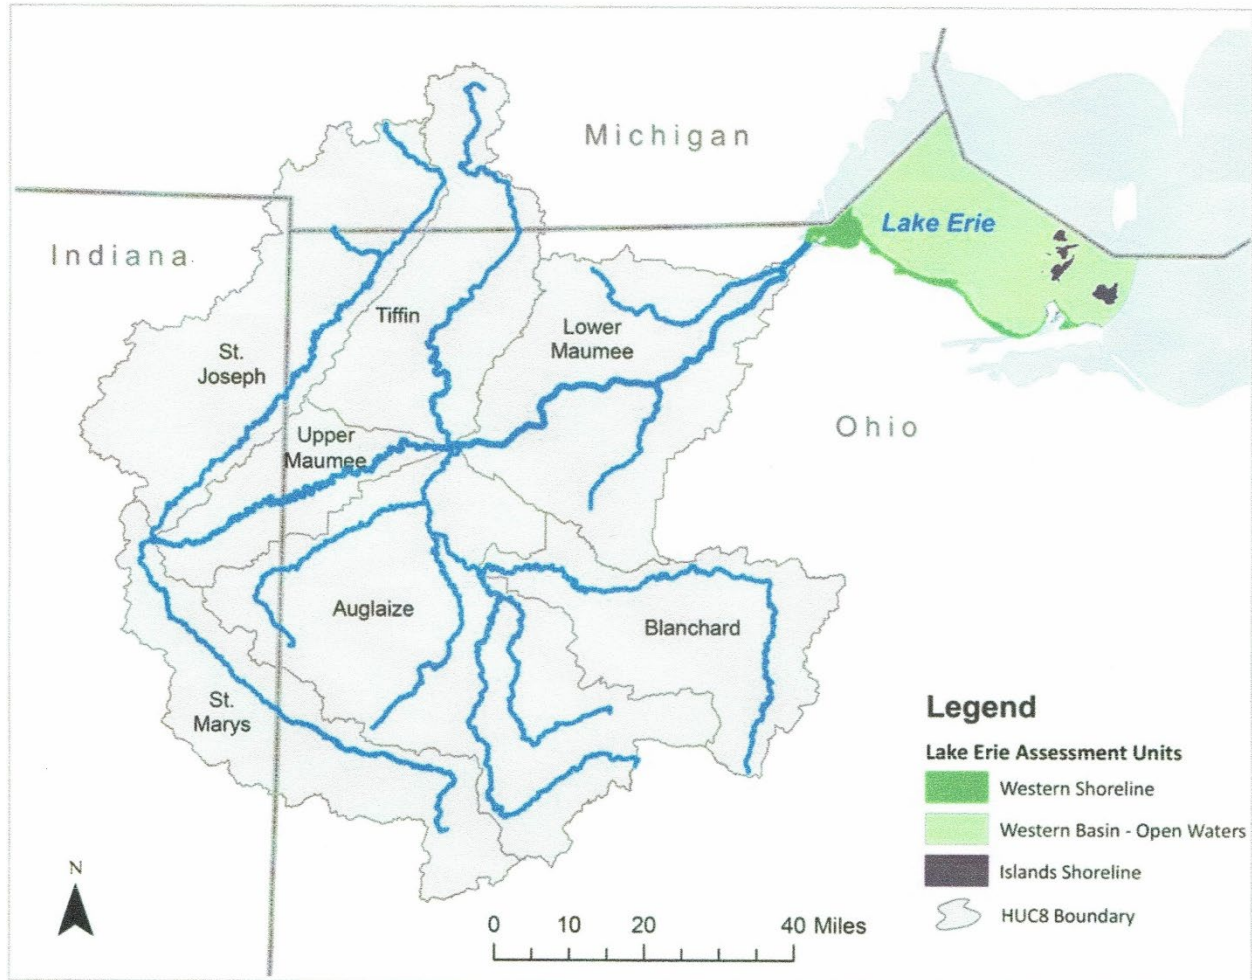 Michigan
Indiana
Lake Erie
Tiffin
Lower
Maumee
St.
Joseph
Ohio
Upper
Maumee
Auglaize
Blanchard
St.
Marys
Legend
Lake Erie Assessment Units
Western Shoreline
Western Basin - Open Waters
Islands Shoreline
HUC8 Boundary
N
0 10 20 40 Miles